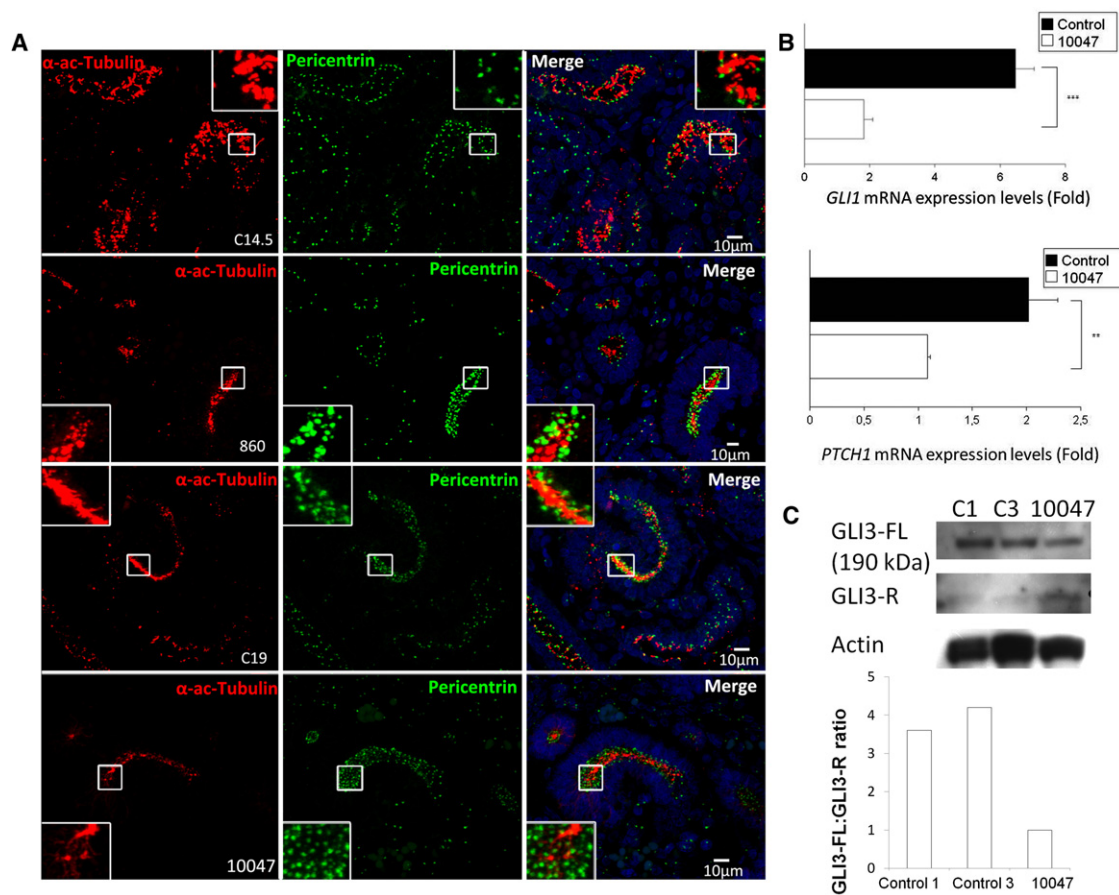 A
α-ac-Tubulin
Pericentrin
Merge
C14.5
10µm
α-ac-Tubulin
Pericentrin
Merge
860
10µm
α-ac-Tubulin
Pericentrin
Merge
C19
10µm
α-ac-Tubulin
Pericentrin
Merge
10047
10µm
B
Control
10047
***
0 2 4 6 8
GLI1 mRNA expression levels (Fold)
Control
10047
**
0 0,5 1 1,5 2 2,5
PTCH1 mRNA expression levels (Fold)
C
C1 C3 10047
GLI3-FL
(190 kDa)
GLI3-R
Actin
GLI3-FL:GLI3-R ratio
5
4
3
2
1
0
Control 1 Control 3 10047